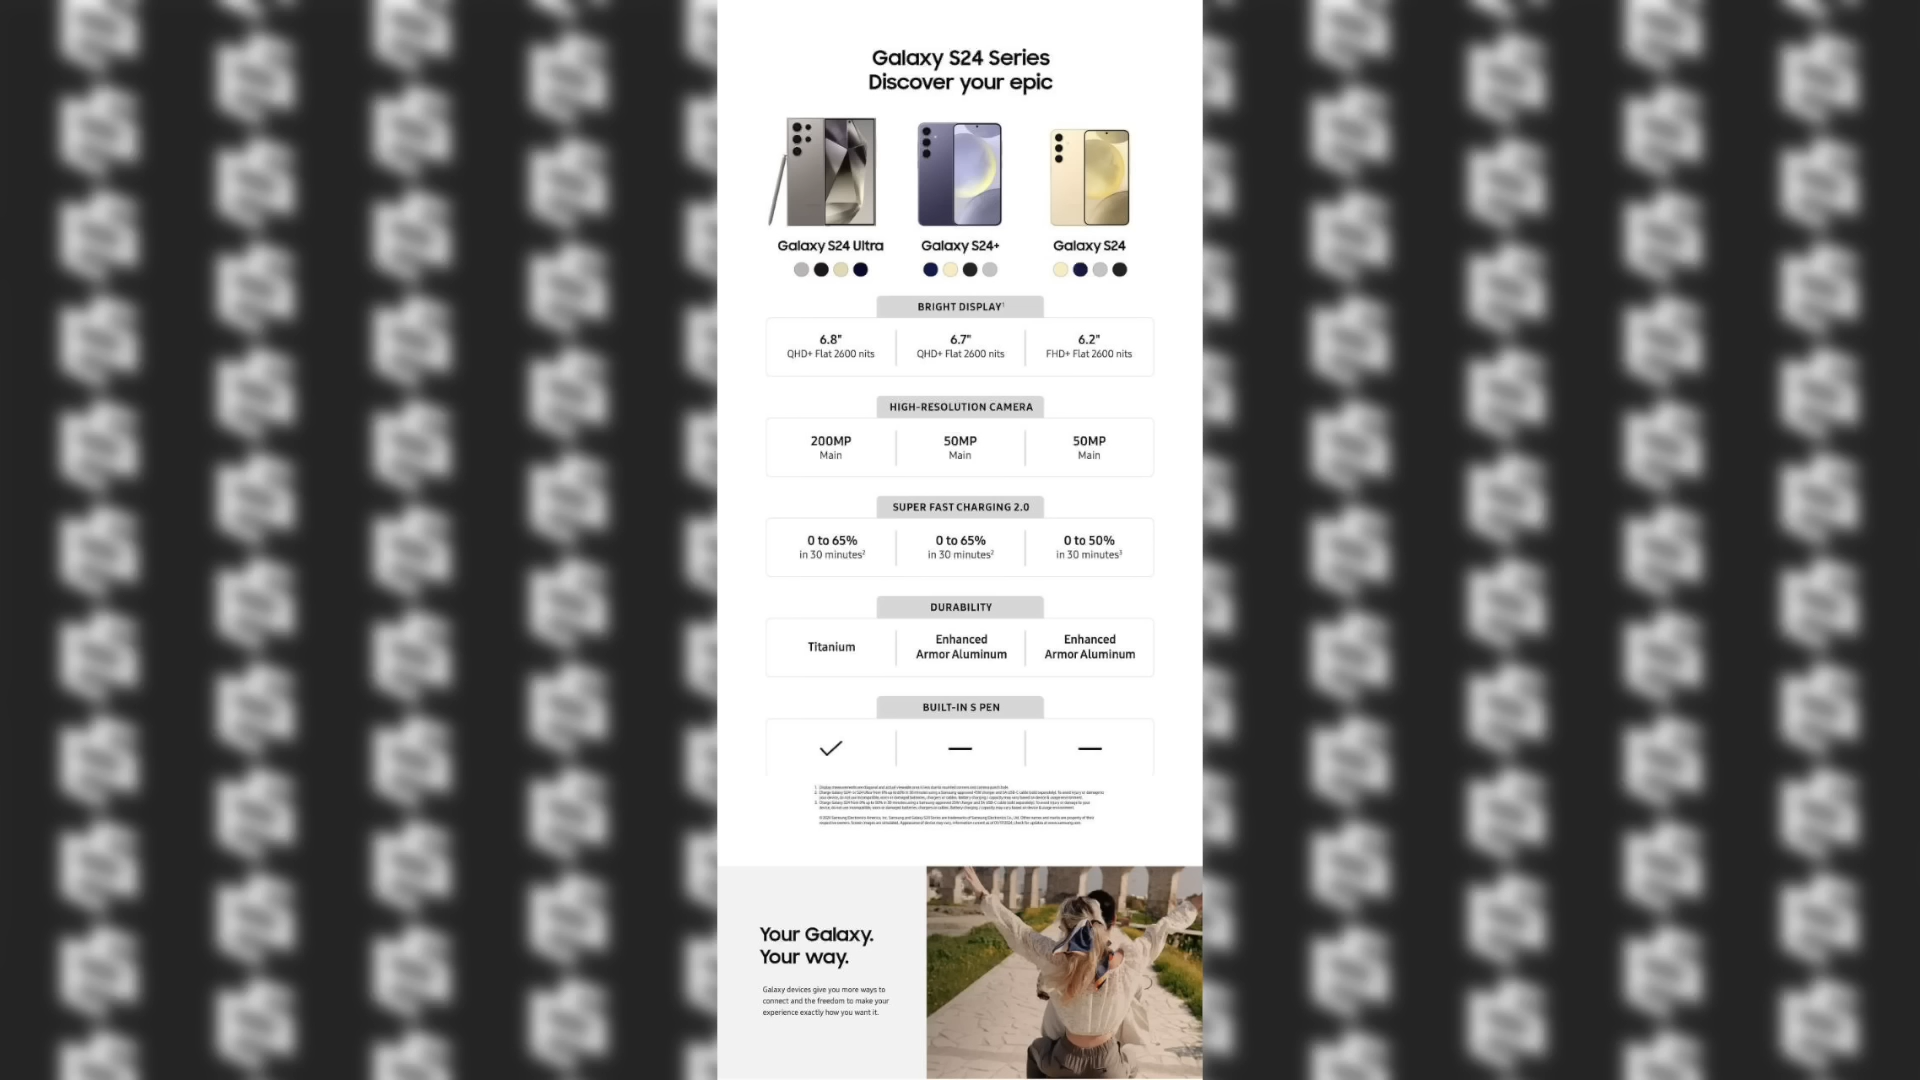 Galaxy S24 Series
Discover your epic
Galaxy S24 Ultra
Galaxy S24+
Galaxy S24
BRIGHT DISPLAY¹
6.8"
QHD+ Flat 2600 nits
6.7"
QHD+ Flat 2600 nits
6.2"
FHD+ Flat 2600 nits
HIGH-RESOLUTION CAMERA
200MP
Main
50MP
Main
50MP
Main
SUPER FAST CHARGING 2.0
0 to 65%
in 30 minutes²
0 to 65%
in 30 minutes²
0 to 50%
in 30 minutes³
DURABILITY
Titanium
Enhanced
Armor Aluminum
Enhanced
Armor Aluminum
BUILT-IN S PEN
Your Galaxy.
Your way.
Galaxy devices give you more ways to
connect and the freedom to make your
experience exactly how you want it.